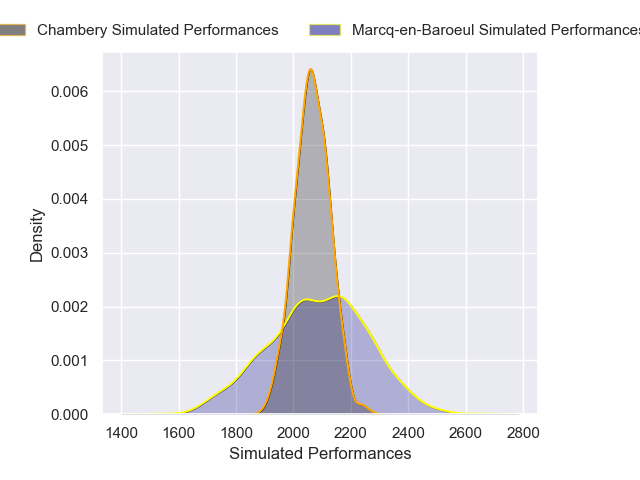 Chambery Simulated Performances Marcq-en-Baroeul Simulated Performances
0.006
0.005
0.004
0.003
0.002
0.001
0.000
Density
1400 1600 1800 2000 2200 2400 2600 2800
Simulated Performances